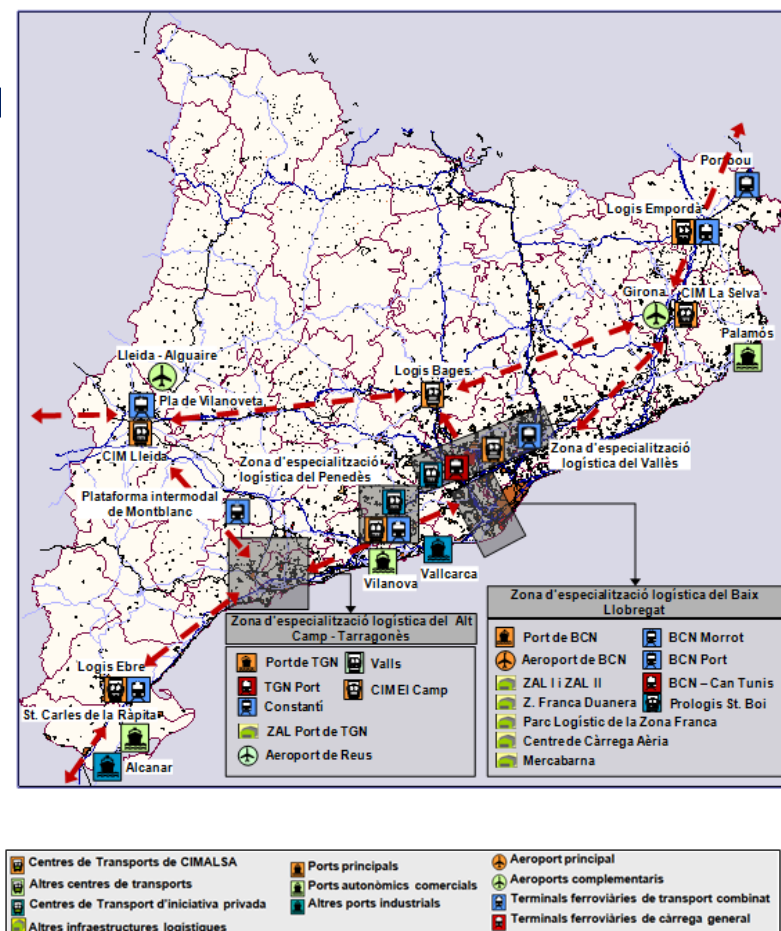 Portbou
Logis Empordà
Girona
CIM La Selva
Palamós
Lleida - Alguaire
Logis Bages
Pla de Vilanoveta
CIM Lleida
Zona d'especialització
logística del Penedès
Zona d'especialització
logística del Vallès
Plataforma intermodal
de Montblanc
Vilanova
Vallcarca
Logis Ebre
St. Carles de la Ràpita
Alcanar
Zona d'especialització logística del Alt
Camp - Tarragonès
Port de TGN
Valls
TGN Port
CIM El Camp
Constantí
ZAL Port de TGN
Aeroport de Reus
Zona d'especialització logística del Baix
Llobregat
Port de BCN
BCN Morrot
Aeroport de BCN
BCN Port
ZAL I i ZAL II
BCN – Can Tunis
Z. Franca Duanera
Prologis St. Boi
Parc Logístic de la Zona Franca
Centre de Càrrega Aèria
Mercabarna
Centres de Transports de CIMALSA
Altres centres de transports
Centres de Transport d'iniciativa privada
Altres infraestructures logístiques
Ports principals
Ports autonòmics comercials
Altres ports industrials
Aeroport principal
Aeroports complementaris
Terminals ferroviàries de transport combinat
Terminals ferroviàries de càrrega general